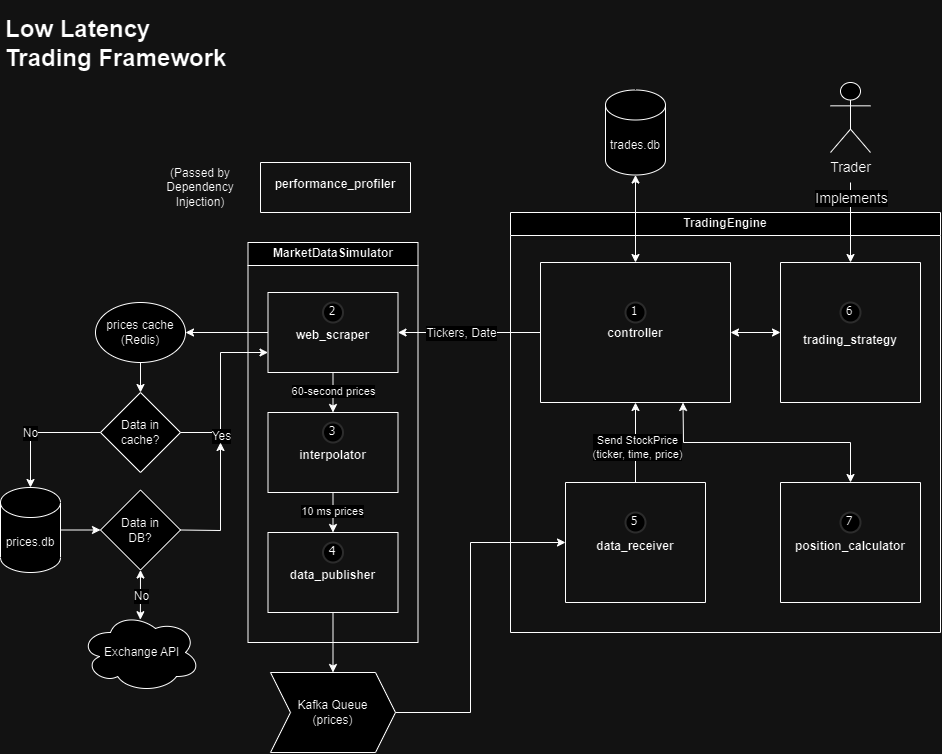 Low Latency
Trading Framework
trades.db
Trader
Implements
(Passed by
Dependency
Injection)
performance_profiler
TradingEngine
MarketDataSimulator
1
controller
6
trading_strategy
2
web_scraper
Tickers, Date
prices cache
(Redis)
60-second prices
Data in
cache?
No
Yes
3
interpolator
Send StockPrice
(ticker, time, price)
10 ms prices
prices.db
Data in
DB?
4
data_publisher
5
data_receiver
7
position_calculator
No
Exchange API
Kafka Queue
(prices)